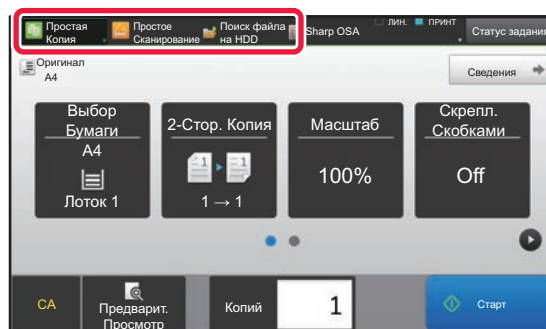 Простая
Копия
Простое
Сканирование
Поиск файла
на HDD
Sharp OSA
ЛИН.
ПРИНТ
Статус задания
Оригинал
A4
Сведения
Выбор
Бумаги
A4
Лоток 1
2-Стор. Копия
1
1
1 → 1
Масштаб
100%
Скрепл.
Скобками
Off
CA
Предварит.
Просмотр
Копий
1
Старт